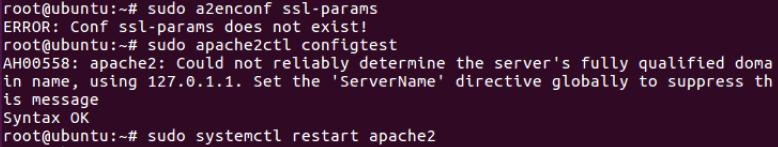 root@ubuntu:~# sudo a2enconf ssl-params
ERROR: Conf ssl-params does not exist!
root@ubuntu:~# sudo apache2ctl configtest
AH00558: apache2: Could not reliably determine the server's fully qualified doma
in name, using 127.0.1.1. Set the 'ServerName' directive globally to suppress th
is message
Syntax OK
root@ubuntu:~# sudo systemctl restart apache2